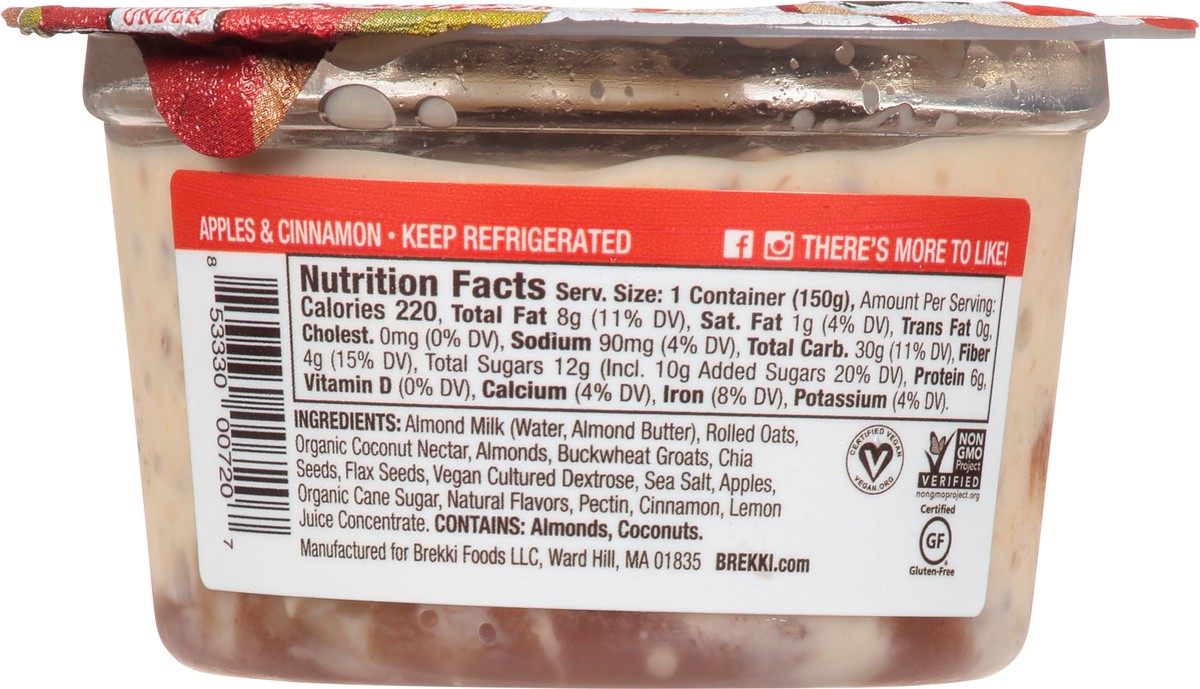 UNDER
APPLES & CINNAMON • KEEP REFRIGERATED
THERE'S MORE TO LIKE!
Nutrition Facts Serv. Size: 1 Container (150g), Amount Per Serving:
Calories 220, Total Fat 8g (11% DV), Sat. Fat 1g (4% DV), Trans Fat 0g,
Cholest. 0mg (0% DV), Sodium 90mg (4% DV), Total Carb. 30g (11% DV), Fiber
4g (15% DV), Total Sugars 12g (Incl. 10g Added Sugars 20% DV), Protein 6g,
Vitamin D (0% DV), Calcium (4% DV), Iron (8% DV), Potassium (4% DV).
8 53330 00720 7
INGREDIENTS: Almond Milk (Water, Almond Butter), Rolled Oats,
Organic Coconut Nectar, Almonds, Buckwheat Groats, Chia
Seeds, Flax Seeds, Vegan Cultured Dextrose, Sea Salt, Apples,
Organic Cane Sugar, Natural Flavors, Pectin, Cinnamon, Lemon
Juice Concentrate. CONTAINS: Almonds, Coconuts.
Manufactured for Brekki Foods LLC, Ward Hill, MA 01835 BREKKI.com
CERTIFIED VEGAN
VEGAN.ORG
NON
GMO
Project
VERIFIED
nongmoproject.org
Certified
GF
Gluten-Free